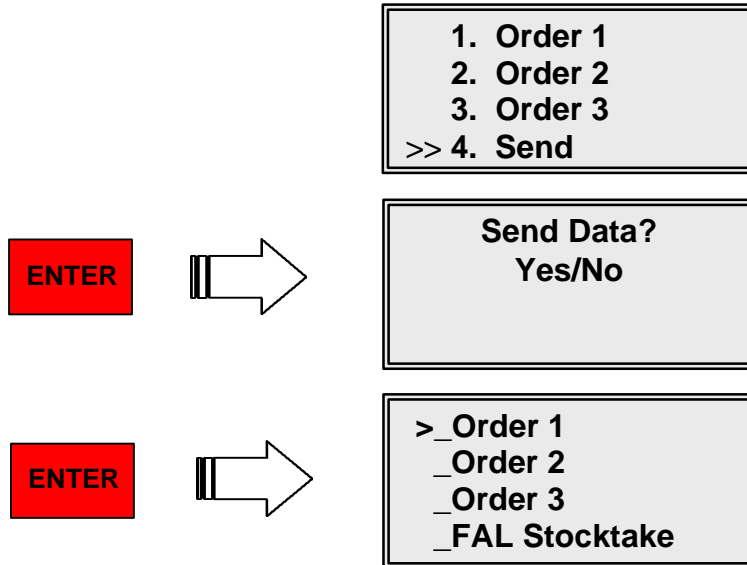 1. Order 1
2. Order 2
3. Order 3
>> 4. Send
ENTER
Send Data?
Yes/No
ENTER
>_Order 1
_Order 2
_Order 3
_FAL Stocktake